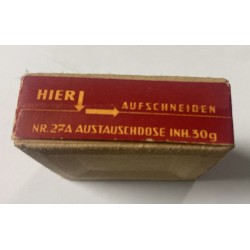 HIER
AUFSCHNEIDEN
NR. 27A AUSTAUSCHDOSE INH. 30g